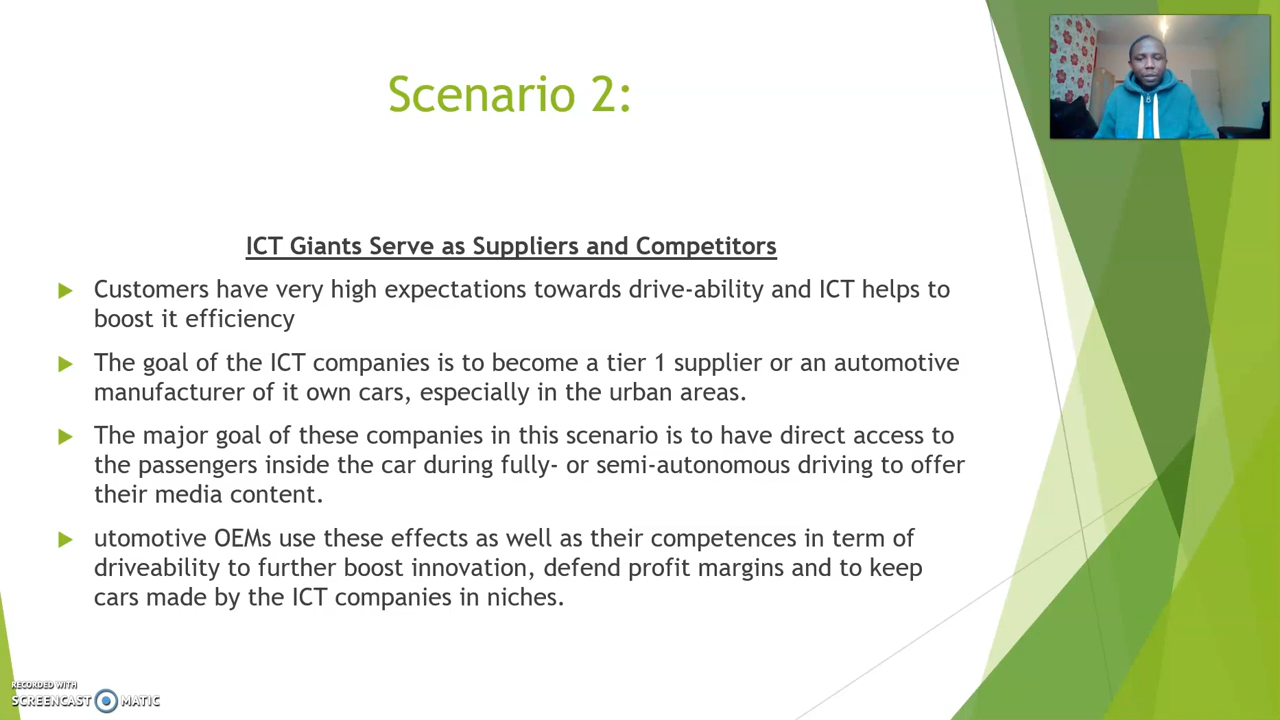 Scenario 2:
ICT Giants Serve as Suppliers and Competitors
Customers have very high expectations towards drive-ability and ICT helps to
boost it efficiency
The goal of the ICT companies is to become a tier 1 supplier or an automotive
manufacturer of it own cars, especially in the urban areas.
The major goal of these companies in this scenario is to have direct access to
the passengers inside the car during fully- or semi-autonomous driving to offer
their media content.
utomotive OEMs use these effects as well as their competences in term of
driveability to further boost innovation, defend profit margins and to keep
cars made by the ICT companies in niches.
RECORDED WITH
SCREENCAST MATIC